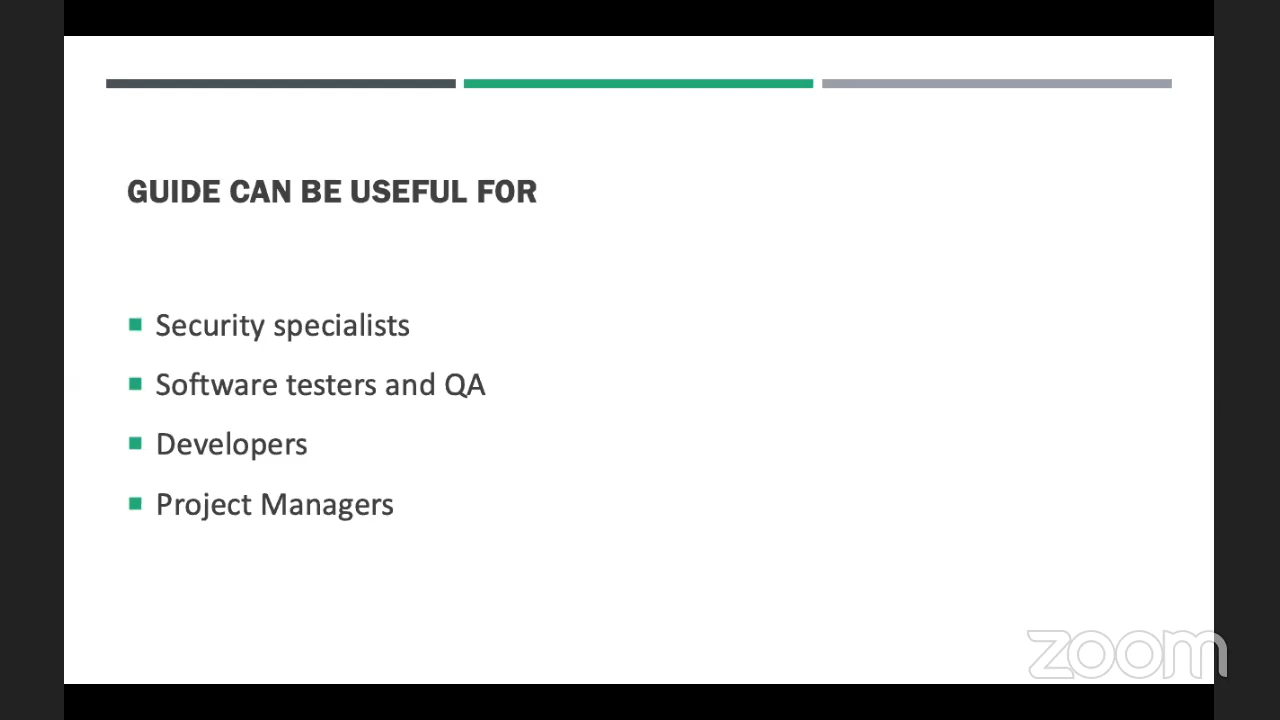 GUIDE CAN BE USEFUL FOR
Security specialists
Software testers and QA
Developers
Project Managers
zoom